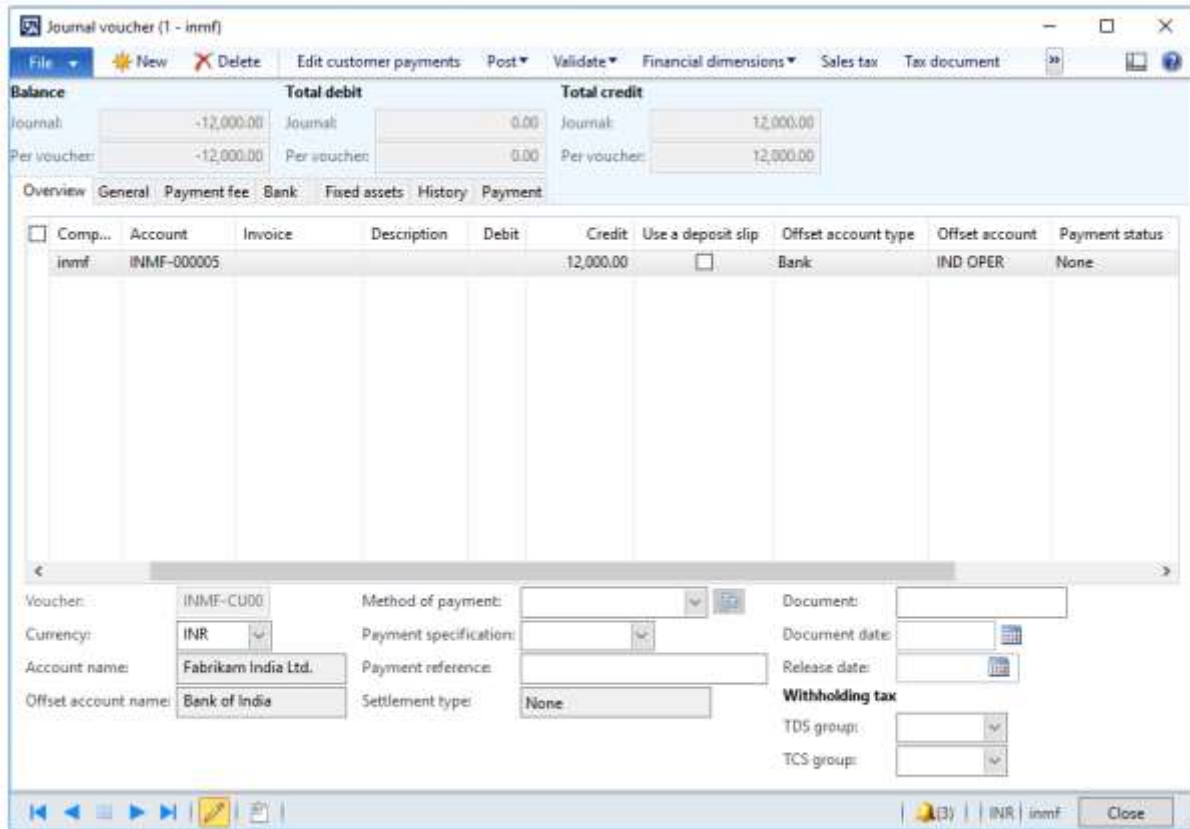 Journal voucher (1 - inmf)
File New Delete Edit customer payments Post Validate Financial dimensions Sales tax Tax document »
Balance Total debit Total credit
Journal: -12,000.00 Journal: 0.00 Journal: 12,000.00
Per voucher: -12,000.00 Per voucher: 0.00 Per voucher: 12,000.00
Overview General Payment fee Bank Fixed assets History Payment
Comp... Account Invoice Description Debit Credit Use a deposit slip Offset account type Offset account Payment status
inmf INMF-000005 12,000.00 Bank IND OPER None
Voucher: INMF-CU00 Method of payment: Document:
Currency: INR Payment specification: Document date:
Account name: Fabrikam India Ltd. Payment reference: Release date:
Offset account name: Bank of India Settlement type: None Withholding tax
TDS group:
TCS group:
(3) INR inmf Close